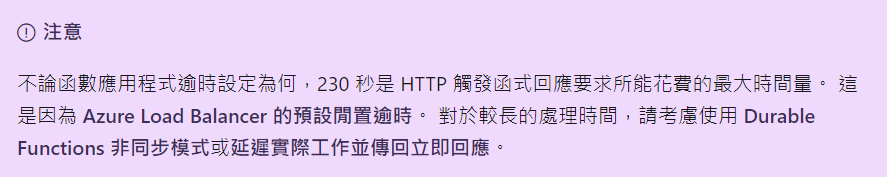 注意
不論函數應用程式逾時設定為何，230 秒是 HTTP 觸發函式回應要求所能花費的最大時間量。 這
是因為 Azure Load Balancer 的預設閒置逾時。 對於較長的處理時間，請考慮使用 Durable
Functions 非同步模式或延遲實際工作並傳回立即回應。